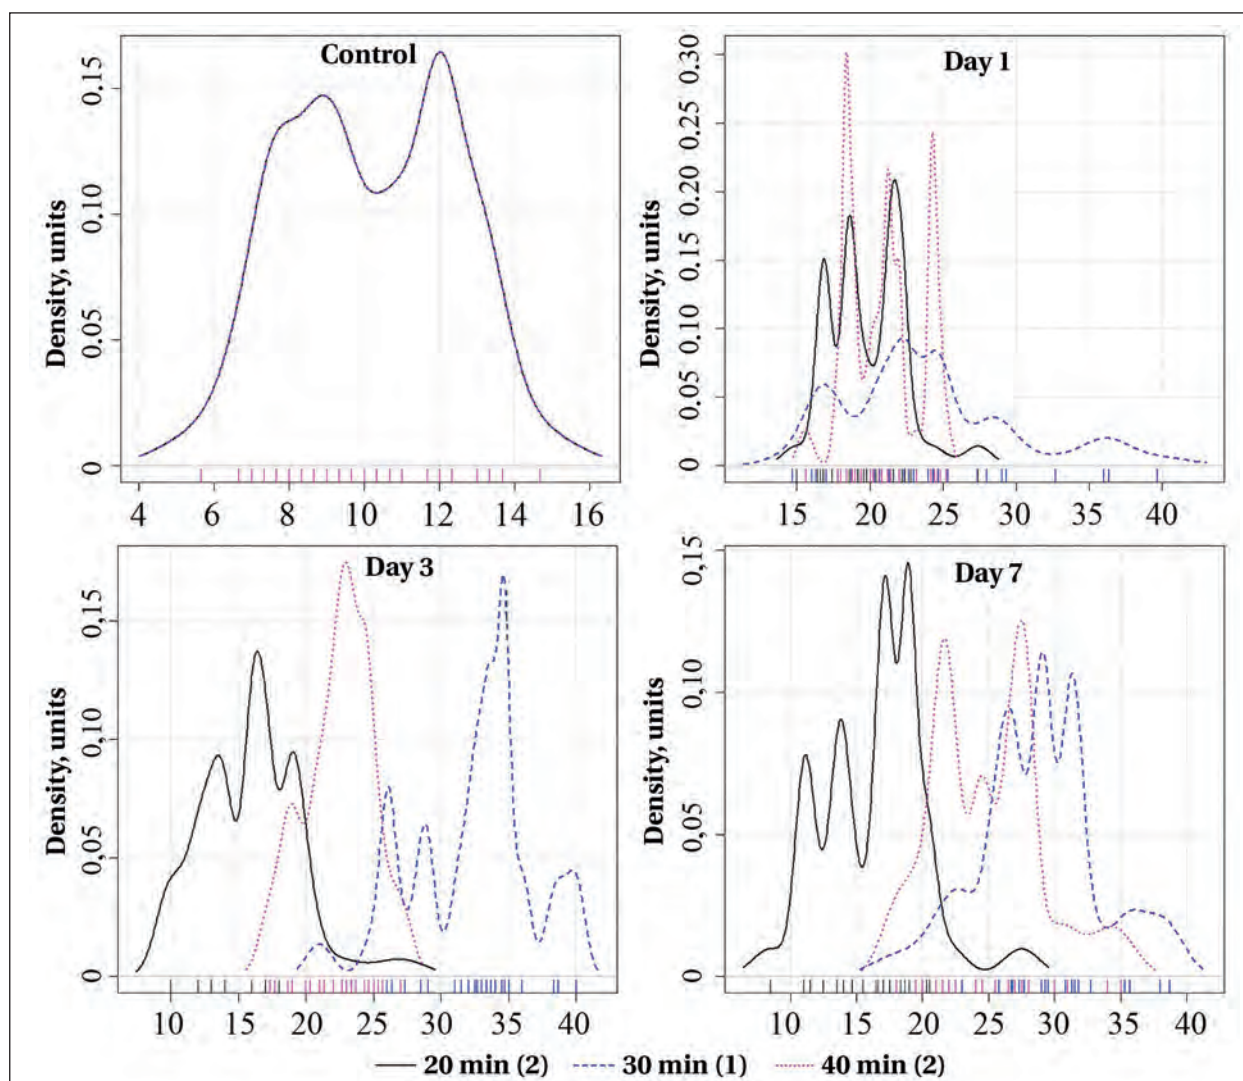 Control
Density, units
0 0,05 0,10 0,15
4 6 8 10 12 14 16
Day 1
Density, units
0 0,05 0,10 0,15 0,20 0,25 0,30
15 20 25 30 35 40
Day 3
Density, units
0 0,05 0,10 0,15
10 15 20 25 30 35 40
Day 7
Density, units
0 0,05 0,10 0,15
10 15 20 25 30 35 40
20 min (2) 30 min (1) 40 min (2)